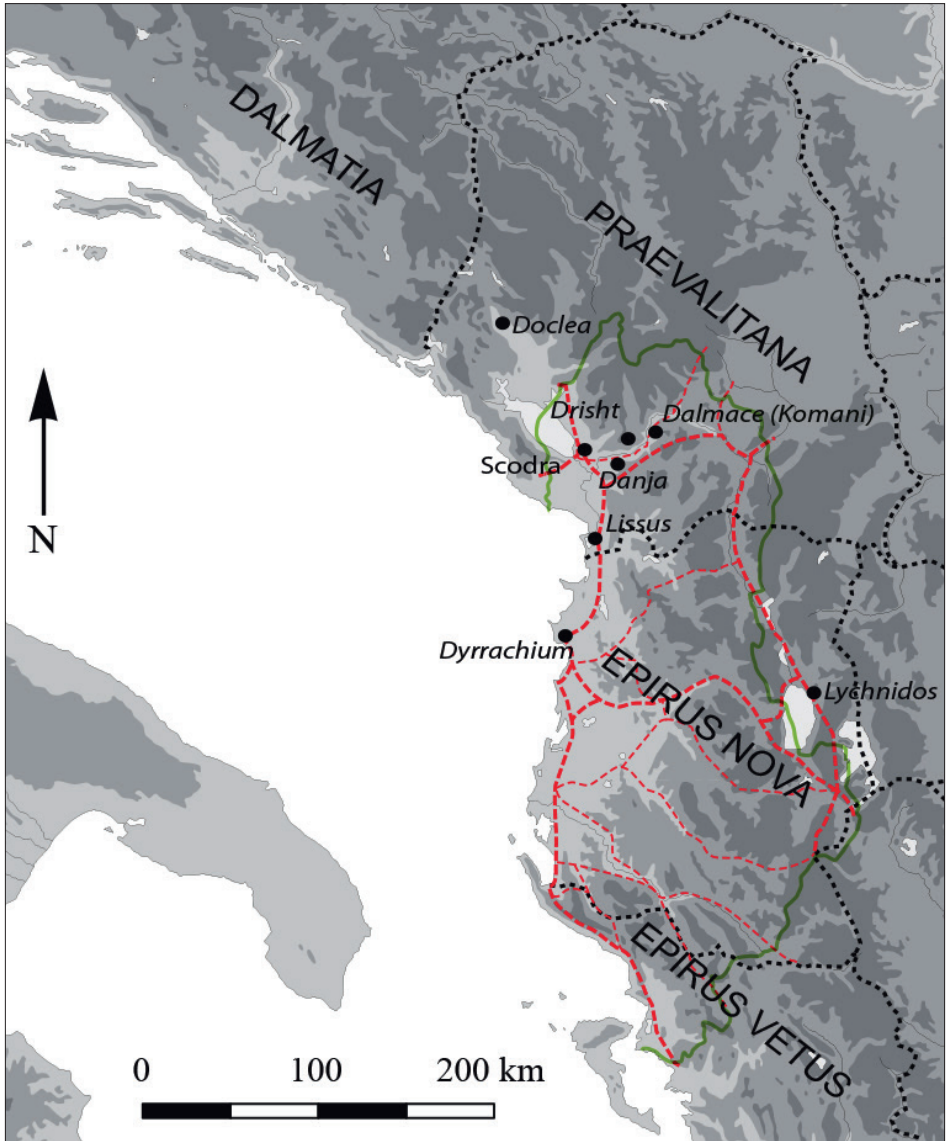 DALMATIA
PRAEVALITANA
Doclea
Drisht
Dalmace (Komani)
Scodra
Danja
N
Lissus
Dyrrachium
EPIRUS NOVA
Lychnidos
EPIRUS VETUS
0 100 200 km